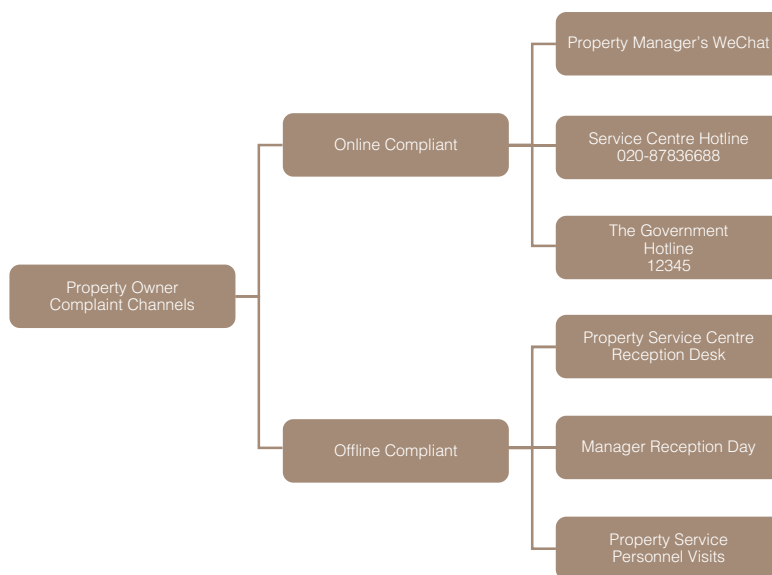 Property Owner
Complaint Channels
Online Compliant
Property Manager's WeChat
Service Centre Hotline
020-87836688
The Government
Hotline
12345
Offline Compliant
Property Service Centre
Reception Desk
Manager Reception Day
Property Service
Personnel Visits